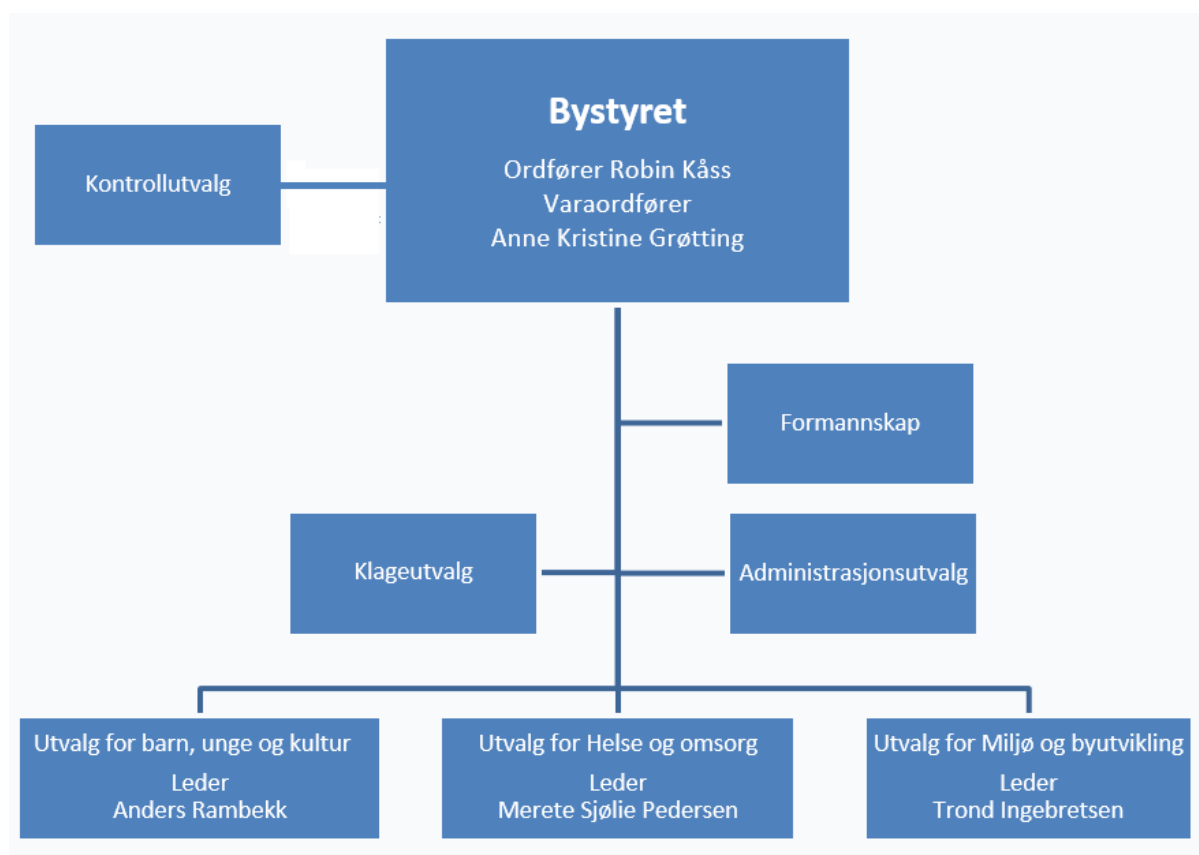 Bystyret
Ordfører Robin Kåss
Varaordfører
Anne Kristine Grøtting
Kontrollutvalg
Formannskap
Klageutvalg
Administrasjonsutvalg
Utvalg for barn, unge og kultur
Leder
Anders Rambekk
Utvalg for Helse og omsorg
Leder
Merete Sjølie Pedersen
Utvalg for Miljø og byutvikling
Leder
Trond Ingebretsen